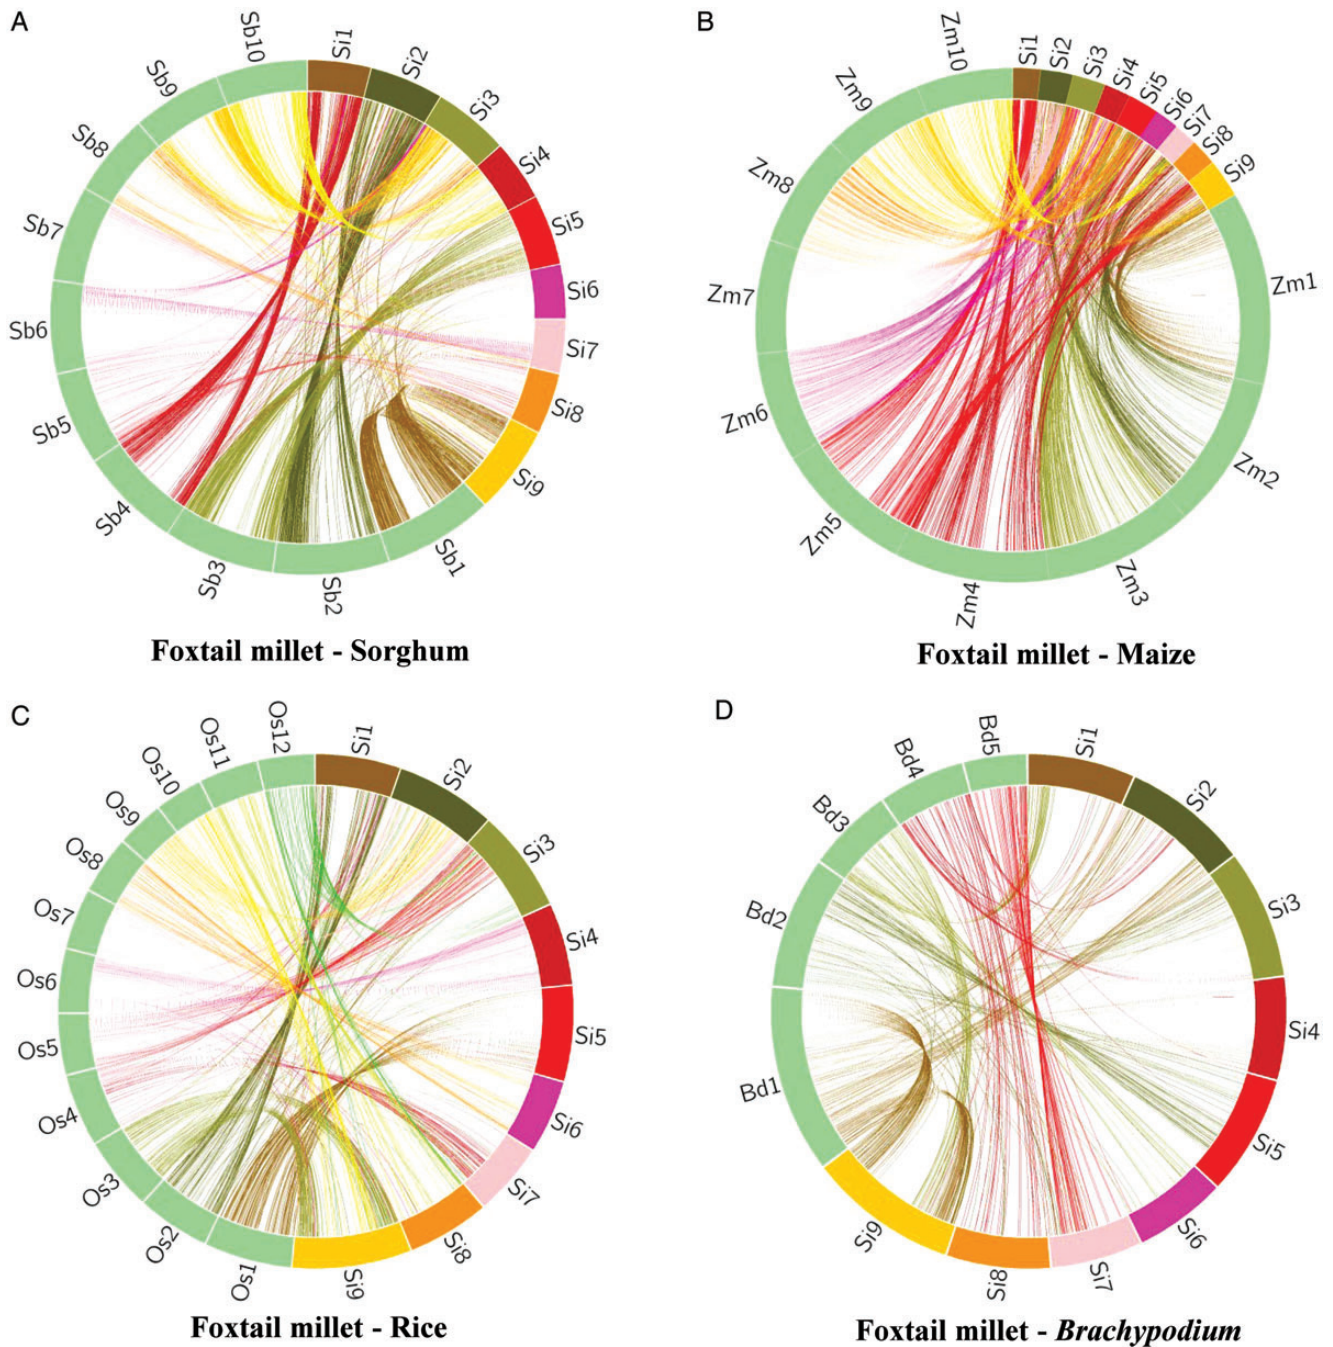 A
Sb10
Si1
Si2
Si3
Si4
Si5
Si6
Si7
Si8
Si9
Sb1
Sb2
Sb3
Sb4
Sb5
Sb6
Sb7
Sb8
Sb9
Foxtail millet - Sorghum
B
Zm10
Si1
Si2
Si3
Si4
Si5
Si6
Si7
Si8
Si9
Zm1
Zm2
Zm3
Zm4
Zm5
Zm6
Zm7
Zm8
Zm9
Foxtail millet - Maize
C
Os12
Si1
Si2
Si3
Si4
Si5
Si6
Si7
Si8
Si9
Os1
Os2
Os3
Os4
Os5
Os6
Os7
Os8
Os9
Os10
Os11
Foxtail millet - Rice
D
Bd5
Si1
Si2
Si3
Si4
Si5
Si6
Si7
Si8
Si9
Bd1
Bd2
Bd3
Bd4
Foxtail millet - Brachypodium